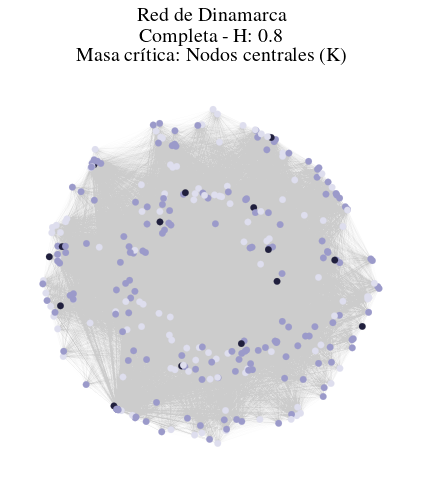 Red de Dinamarca
Completa - H: 0.8
Masa crítica: Nodos centrales (K)